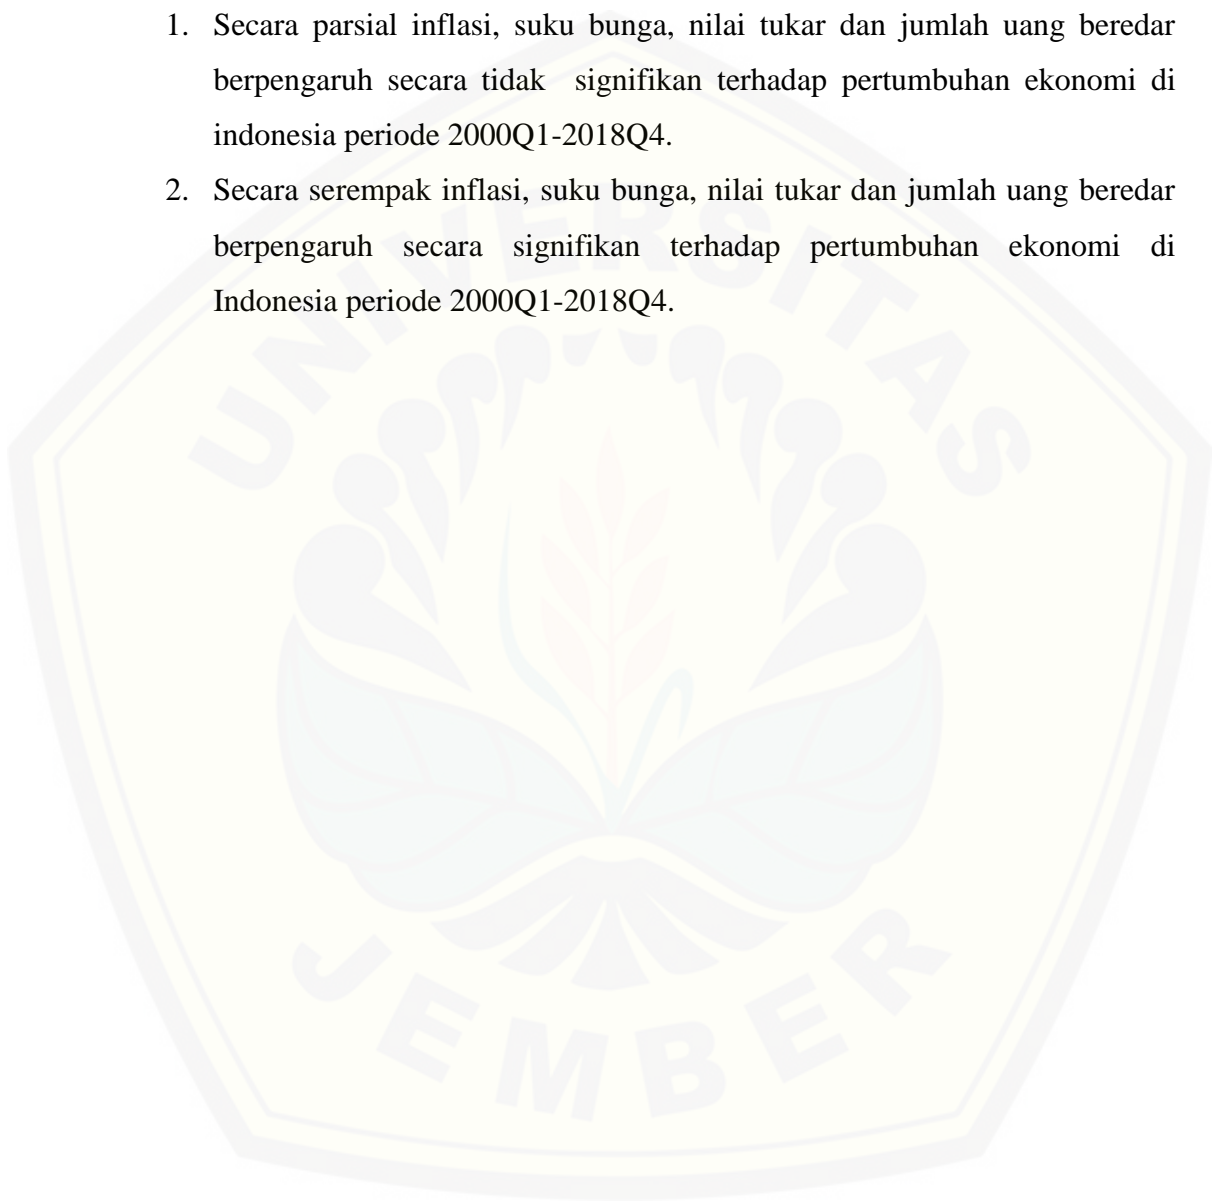 1. Secara parsial inflasi, suku bunga, nilai tukar dan jumlah uang beredar
berpengaruh secara tidak signifikan terhadap pertumbuhan ekonomi di
indonesia periode 2000Q1-2018Q4.
2. Secara serempak inflasi, suku bunga, nilai tukar dan jumlah uang beredar
berpengaruh secara signifikan terhadap pertumbuhan ekonomi di
Indonesia periode 2000Q1-2018Q4.
UNIVERSITAS
JEMBER